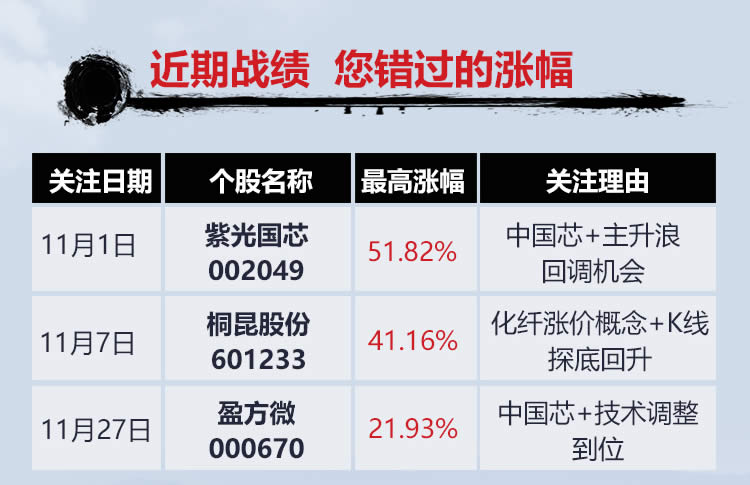 近期战绩 您错过的涨幅
关注日期 个股名称 最高涨幅 关注理由
11月1日 紫光国芯 002049 51.82% 中国芯+主升浪 回调机会
11月7日 桐昆股份 601233 41.16% 化纤涨价概念+K线 探底回升
11月27日 盈方微 000670 21.93% 中国芯+技术调整 到位